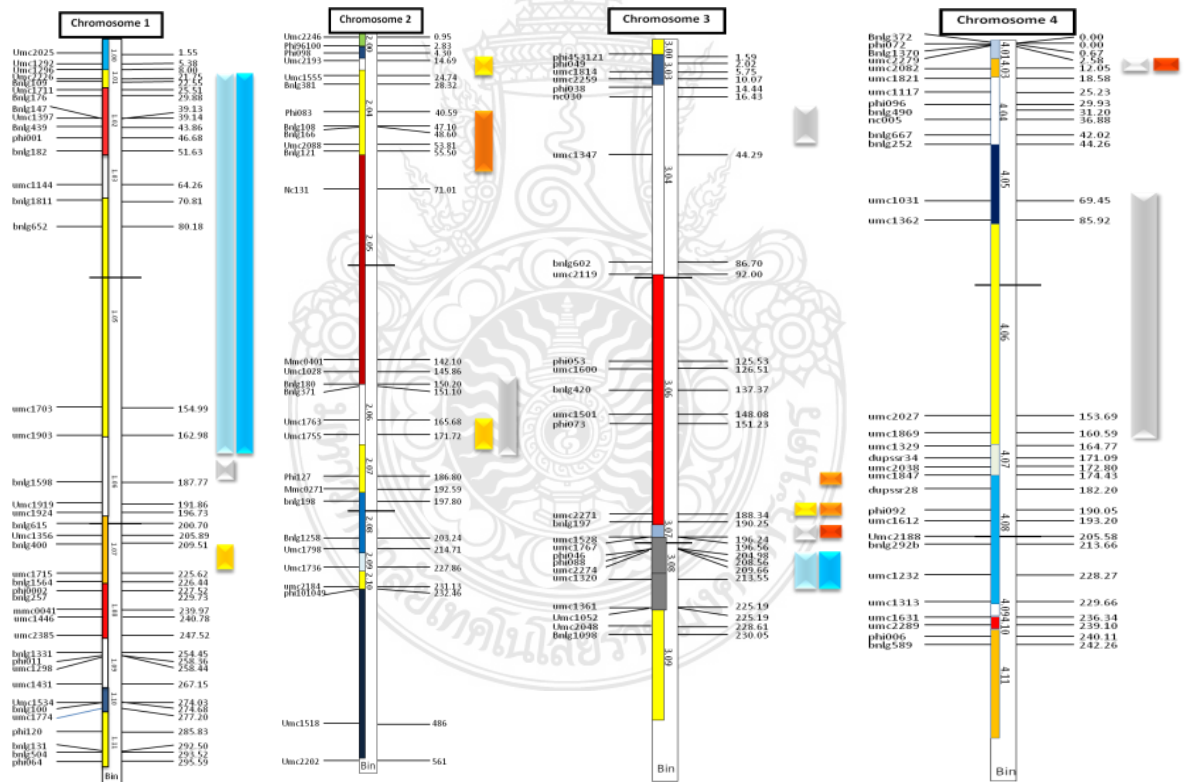 Chromosome 1
Umc2025 1.55
bnlg176 29.88
Bnlg147 39.13
Umc1397 39.14
Bnlg439 43.86
phi001 46.68
bnlg182 51.63
umc1144 64.26
bnlg1811 70.81
bnlg652 80.18
umc1703 154.99
umc1903 162.98
bnlg1598 187.77
Umc1919 191.86
umc1924 196.73
bnlg615 200.70
Umc1356 205.89
bnlg400 209.51
umc1715 225.62
bnlg1564 226.44
mmc0041 239.97
umc1446 240.78
umc2385 247.52
bnlg1331 254.45
phi011 258.36
umc1298 258.44
umc1431 267.15
Umc1534 274.03
bnlg100 274.68
umc1774 277.20
phi120 285.83
bnlg131 292.50
bnlg504 293.52
phi064 295.59
Bin
Chromosome 2
Umc2246 0.95
Phi96100 2.83
Phi098 4.30
Umc2193 14.69
Umc1555 24.74
Bnlg381 28.32
Phi083 40.59
Bnlg108 47.10
Bnlg166 48.60
Umc2088 53.81
Bnlg121 55.50
Nc131 71.01
Mmc0401 142.10
Umc1028 145.86
Bnlg180 150.20
Bnlg371 151.10
Umc1763 165.68
Umc1755 171.72
Phi127 186.80
Mmc0271 192.59
bnlg198 197.80
Bnlg1258 203.24
Umc1798 214.71
Umc1736 227.86
umc2184 231.13
phi101049 232.46
Umc1518 486
Umc2202 561
Bin
Chromosome 3
phi453121 1.59
phi049 2.02
umc1814 5.75
umc2259 10.07
phi038 14.44
nc030 16.43
umc1347 44.29
bnlg602 86.70
umc2119 92.00
phi053 125.53
umc1600 126.51
bnlg420 137.37
umc1501 148.08
phi073 151.23
umc2271 188.34
bnlg197 190.25
umc1528 196.24
umc1767 196.56
phi046 204.98
phi088 208.56
umc2274 209.66
umc1320 213.55
umc1361 225.19
Umc1052 225.19
Umc2048 228.61
Bnlg1098 230.05
Bin
Chromosome 4
Bnlg372 0.00
phi072 0.00
Bnlg1370 0.67
umc2279 2.58
umc2082 12.05
umc1821 18.58
umc1117 25.23
phi096 29.93
bnlg490 31.20
nc005 36.88
bnlg667 42.02
bnlg252 44.26
umc1031 69.45
umc1362 85.92
umc2027 153.69
umc1869 160.59
umc1329 164.77
dupssr34 171.09
umc2038 172.80
umc1847 174.43
dupssr28 182.20
phi092 190.05
umc1612 193.20
Umc2188 205.58
bnlg292b 213.66
umc1232 228.27
umc1313 229.66
umc1631 236.34
umc2289 239.10
phi006 240.11
bnlg589 242.26
Bin